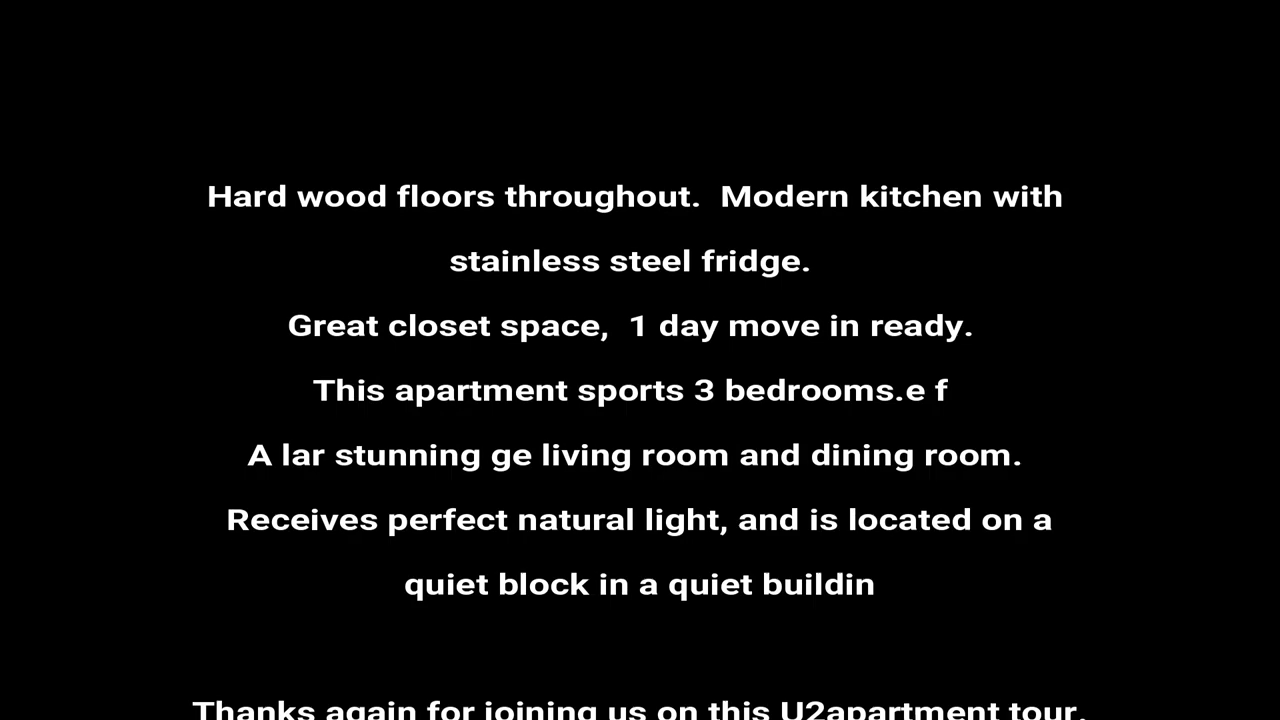 Hard wood floors throughout.  Modern kitchen with
stainless steel fridge.
Great closet space,  1 day move in ready.
This apartment sports 3 bedrooms.e f
A lar stunning ge living room and dining room.
Receives perfect natural light, and is located on a
quiet block in a quiet buildin
Thanks again for joining us on this U2apartment tour.